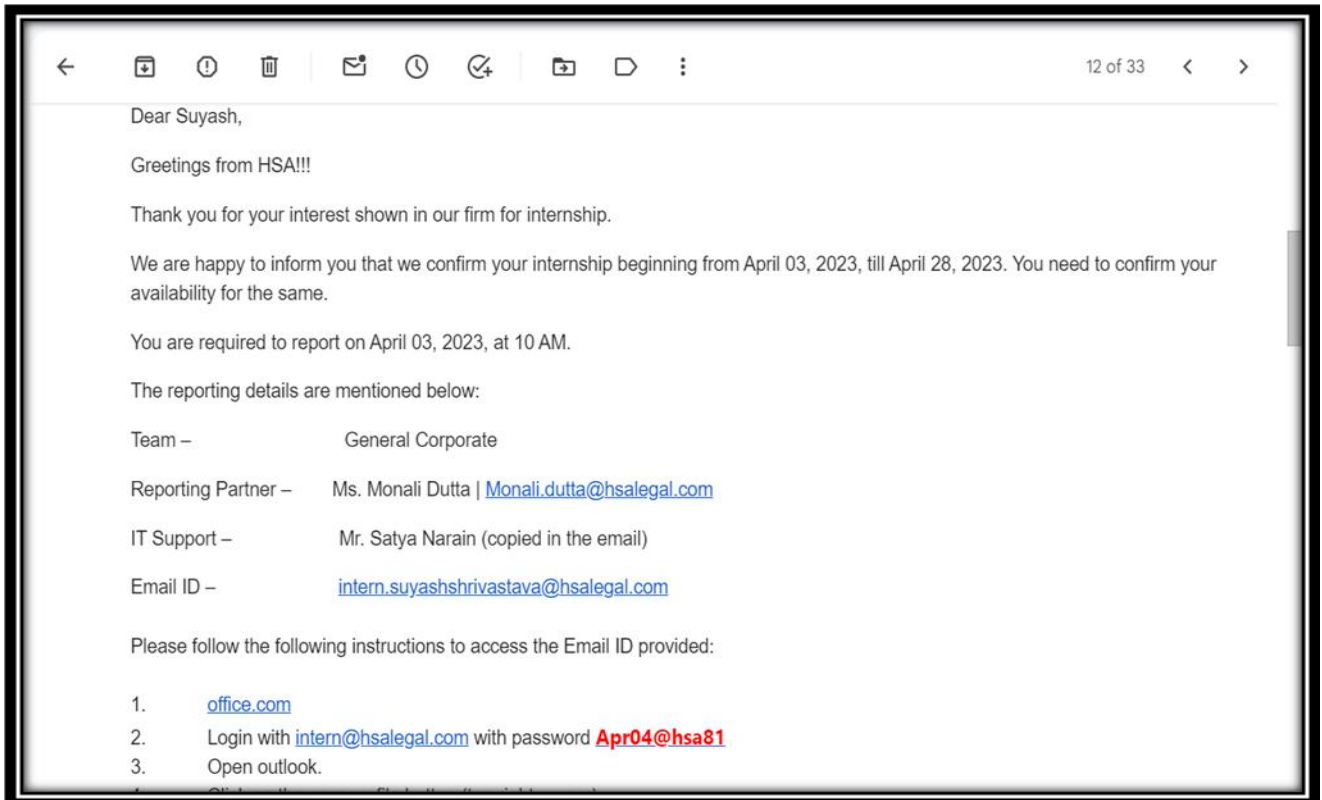 12 of 33
Dear Suyash,
Greetings from HSA!!!
Thank you for your interest shown in our firm for internship.
We are happy to inform you that we confirm your internship beginning from April 03, 2023, till April 28, 2023. You need to confirm your
availability for the same.
You are required to report on April 03, 2023, at 10 AM.
The reporting details are mentioned below:
Team – General Corporate
Reporting Partner – Ms. Monali Dutta | Monali.dutta@hsalegal.com
IT Support – Mr. Satya Narain (copied in the email)
Email ID – intern.suyashshrivastava@hsalegal.com
Please follow the following instructions to access the Email ID provided:
1. office.com
2. Login with intern@hsalegal.com with password Apr04@hsa81
3. Open outlook.